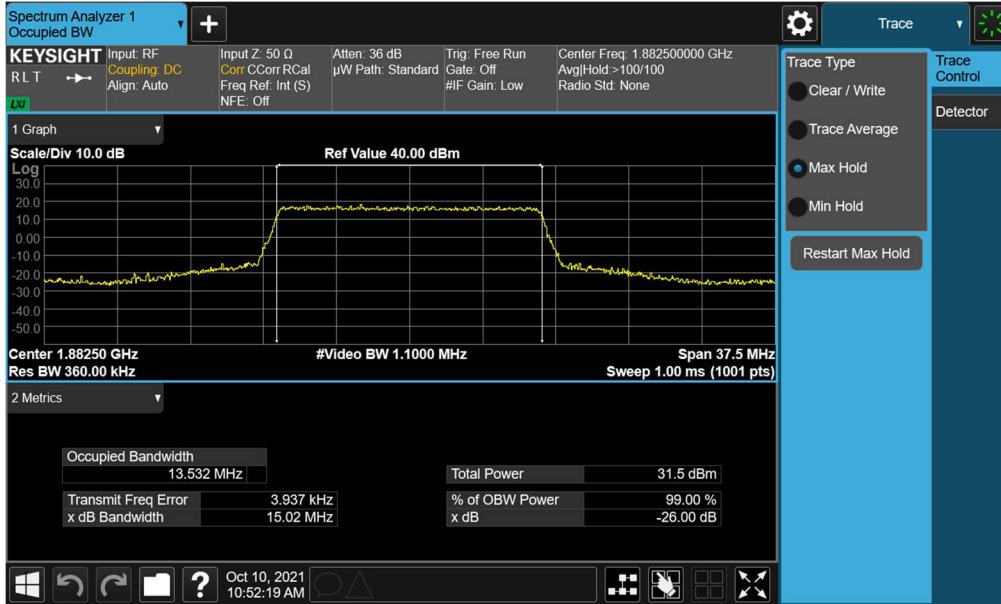 Spectrum Analyzer 1
Occupied BW
Trace
KEYSIGHT
R L T
LXI
Input: RF
Coupling: DC
Align: Auto
Input Z: 50 Ω
Corr CCorr RCal
Freq Ref: Int (S)
NFE: Off
Atten: 36 dB
µW Path: Standard
Trig: Free Run
Gate: Off
#IF Gain: Low
Center Freq: 1.882500000 GHz
Avg|Hold:>100/100
Radio Std: None
1 Graph
Scale/Div 10.0 dB
Ref Value 40.00 dBm
Log
30.0
20.0
10.0
0.00
-10.0
-20.0
-30.0
-40.0
-50.0
Center 1.88250 GHz
#Video BW 1.1000 MHz
Span 37.5 MHz
Res BW 360.00 kHz
Sweep 1.00 ms (1001 pts)
2 Metrics
Occupied Bandwidth
13.532 MHz
Transmit Freq Error 3.937 kHz
x dB Bandwidth 15.02 MHz
Total Power 31.5 dBm
% of OBW Power 99.00 %
x dB -26.00 dB
?
Oct 10, 2021
10:52:19 AM
Trace Type
Clear / Write
Trace Average
Max Hold
Min Hold
Restart Max Hold
Trace
Control
Detector